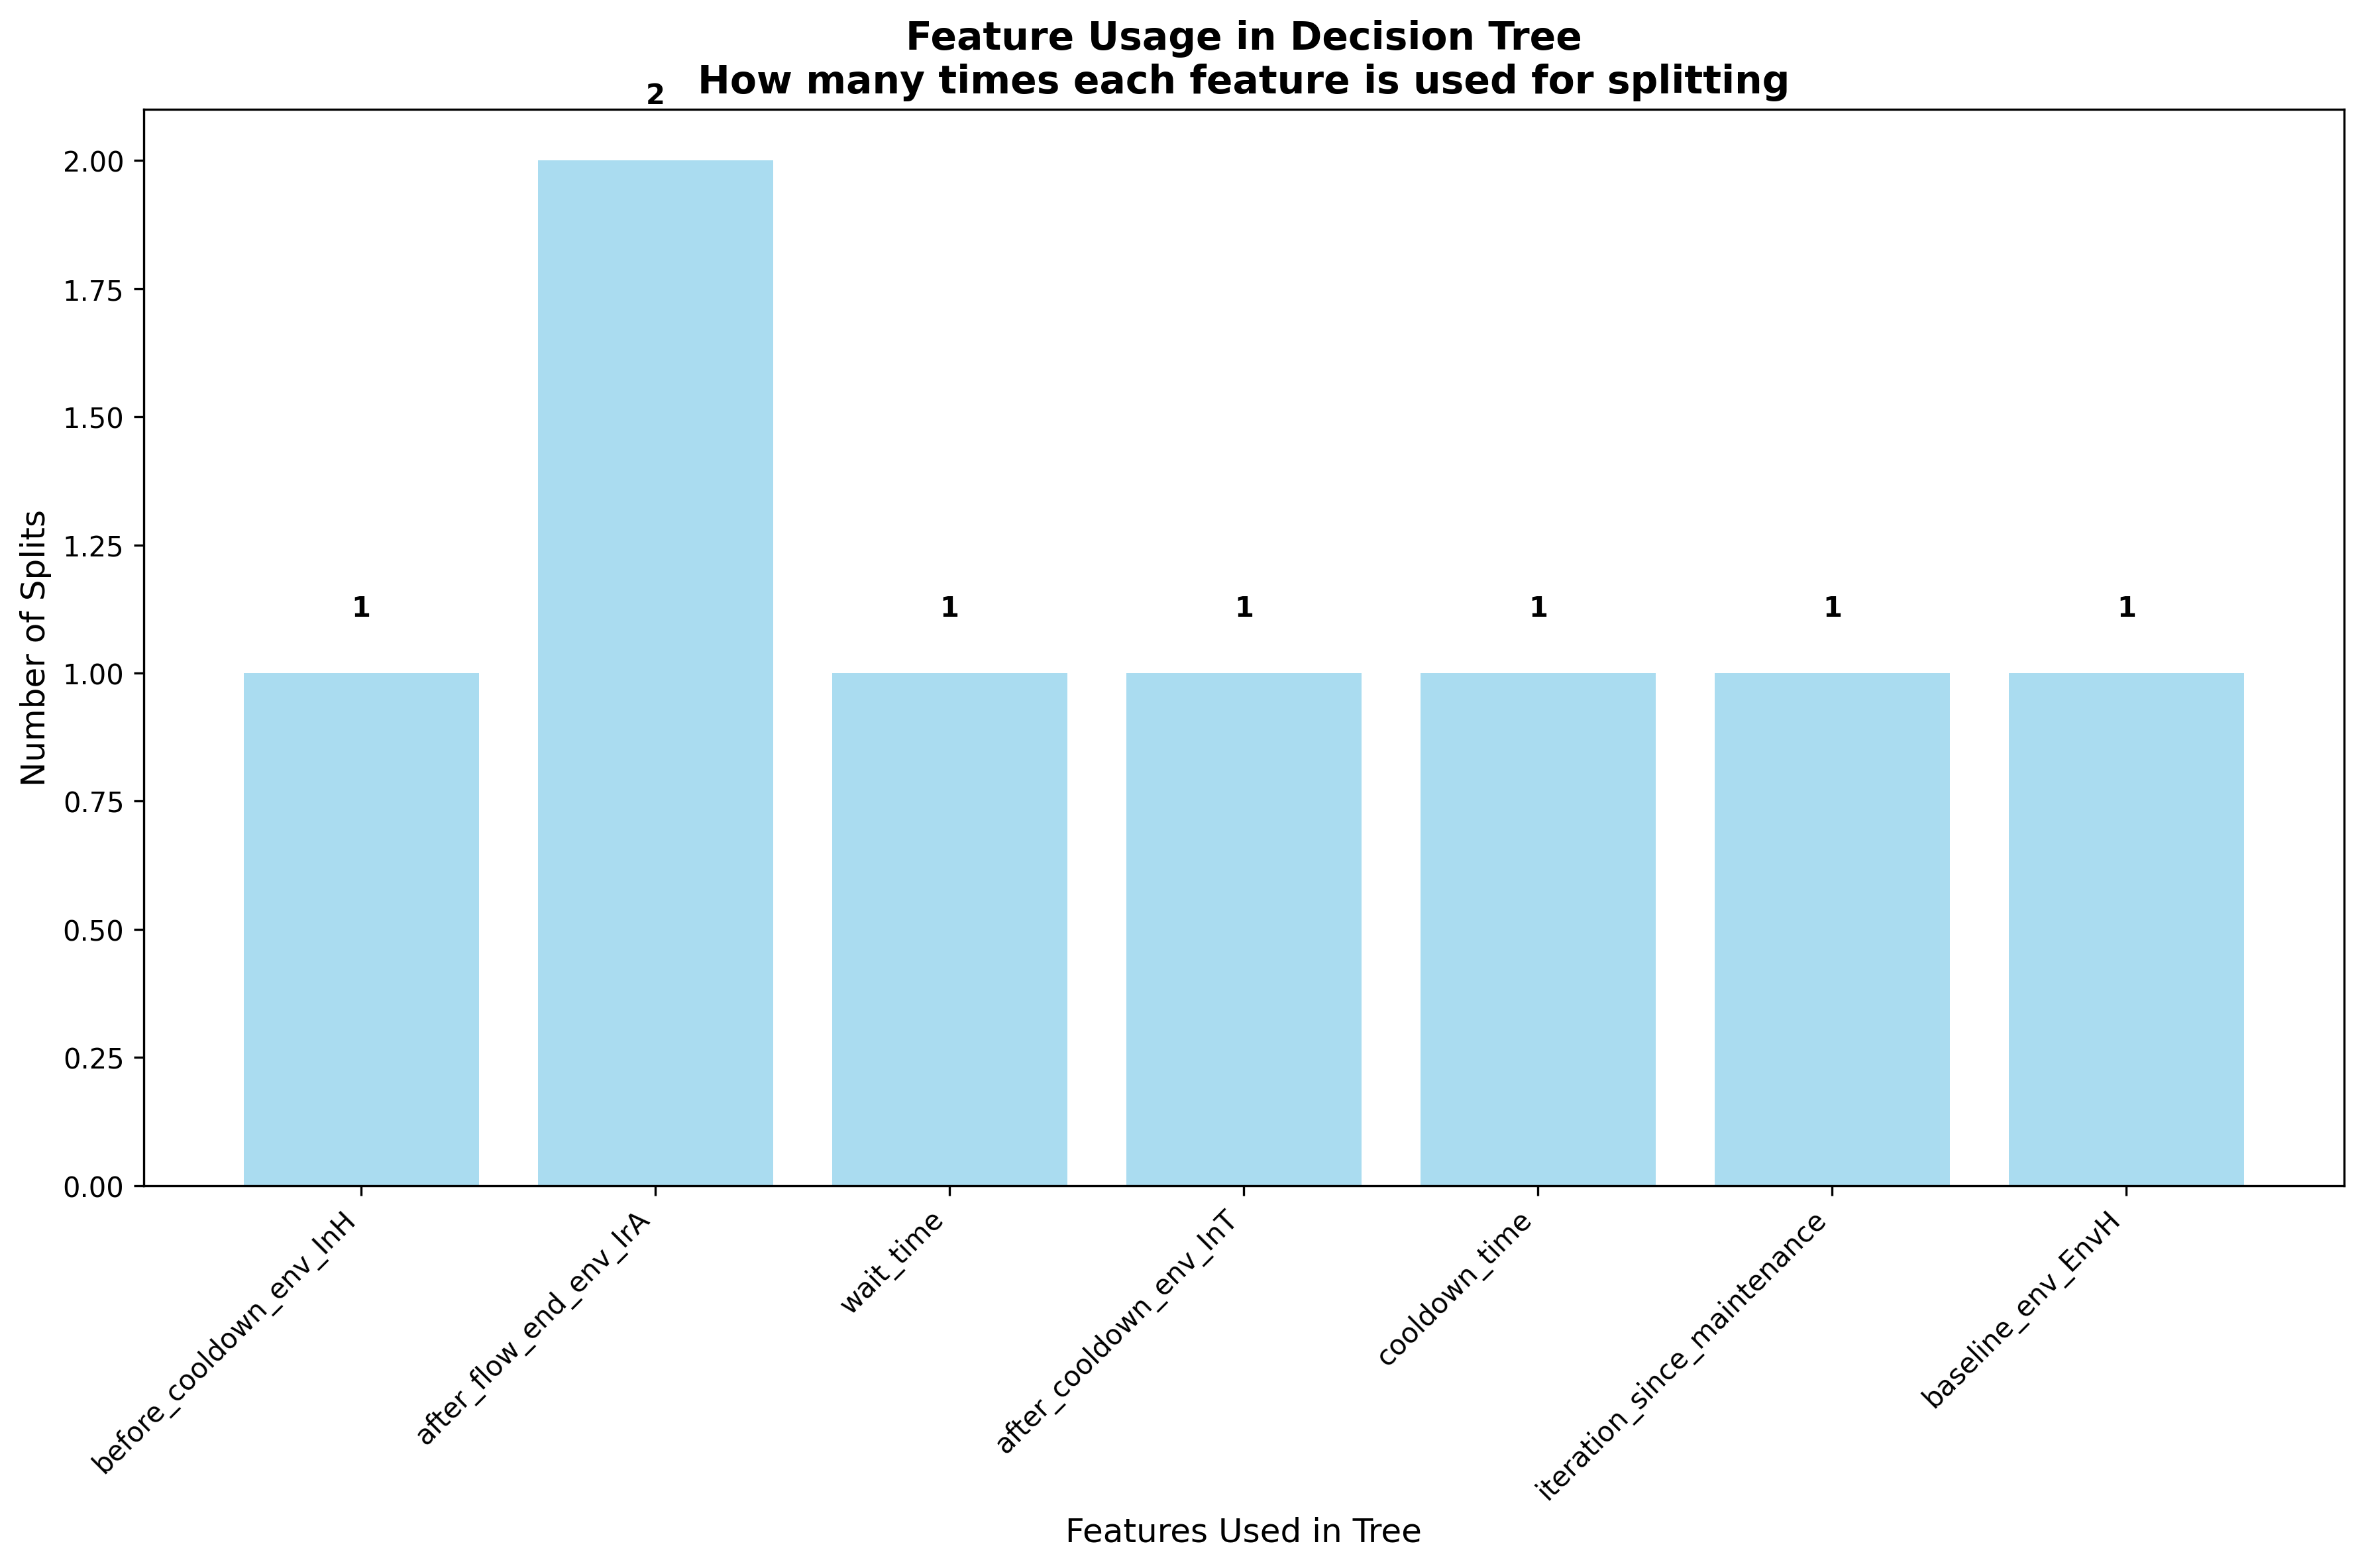 Feature Usage in Decision Tree
How many times each feature is used for splitting
2
2.00
1.75
1.50
1.25
1.00
0.75
0.50
0.25
0.00
Number of Splits
1
1
1
1
1
1
before_cooldown_env_InH
after_flow_end_env_IrA
wait_time
after_cooldown_env_InT
cooldown_time
iteration_since_maintenance
baseline_env_EnvH
Features Used in Tree